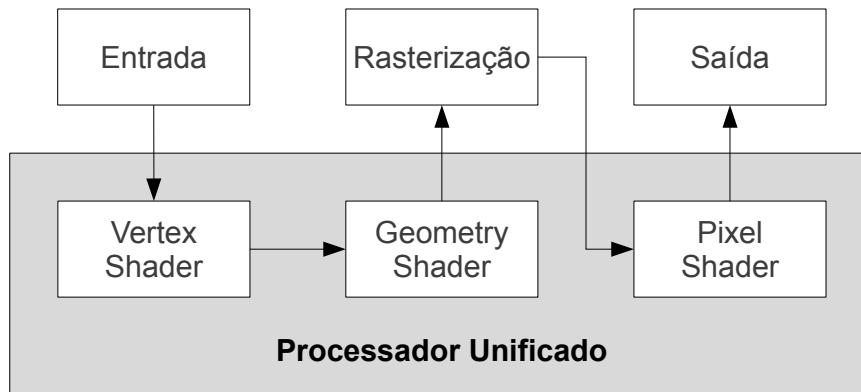 Entrada
Rasterização
Saída
Vertex
Shader
Geometry
Shader
Pixel
Shader
Processador Unificado